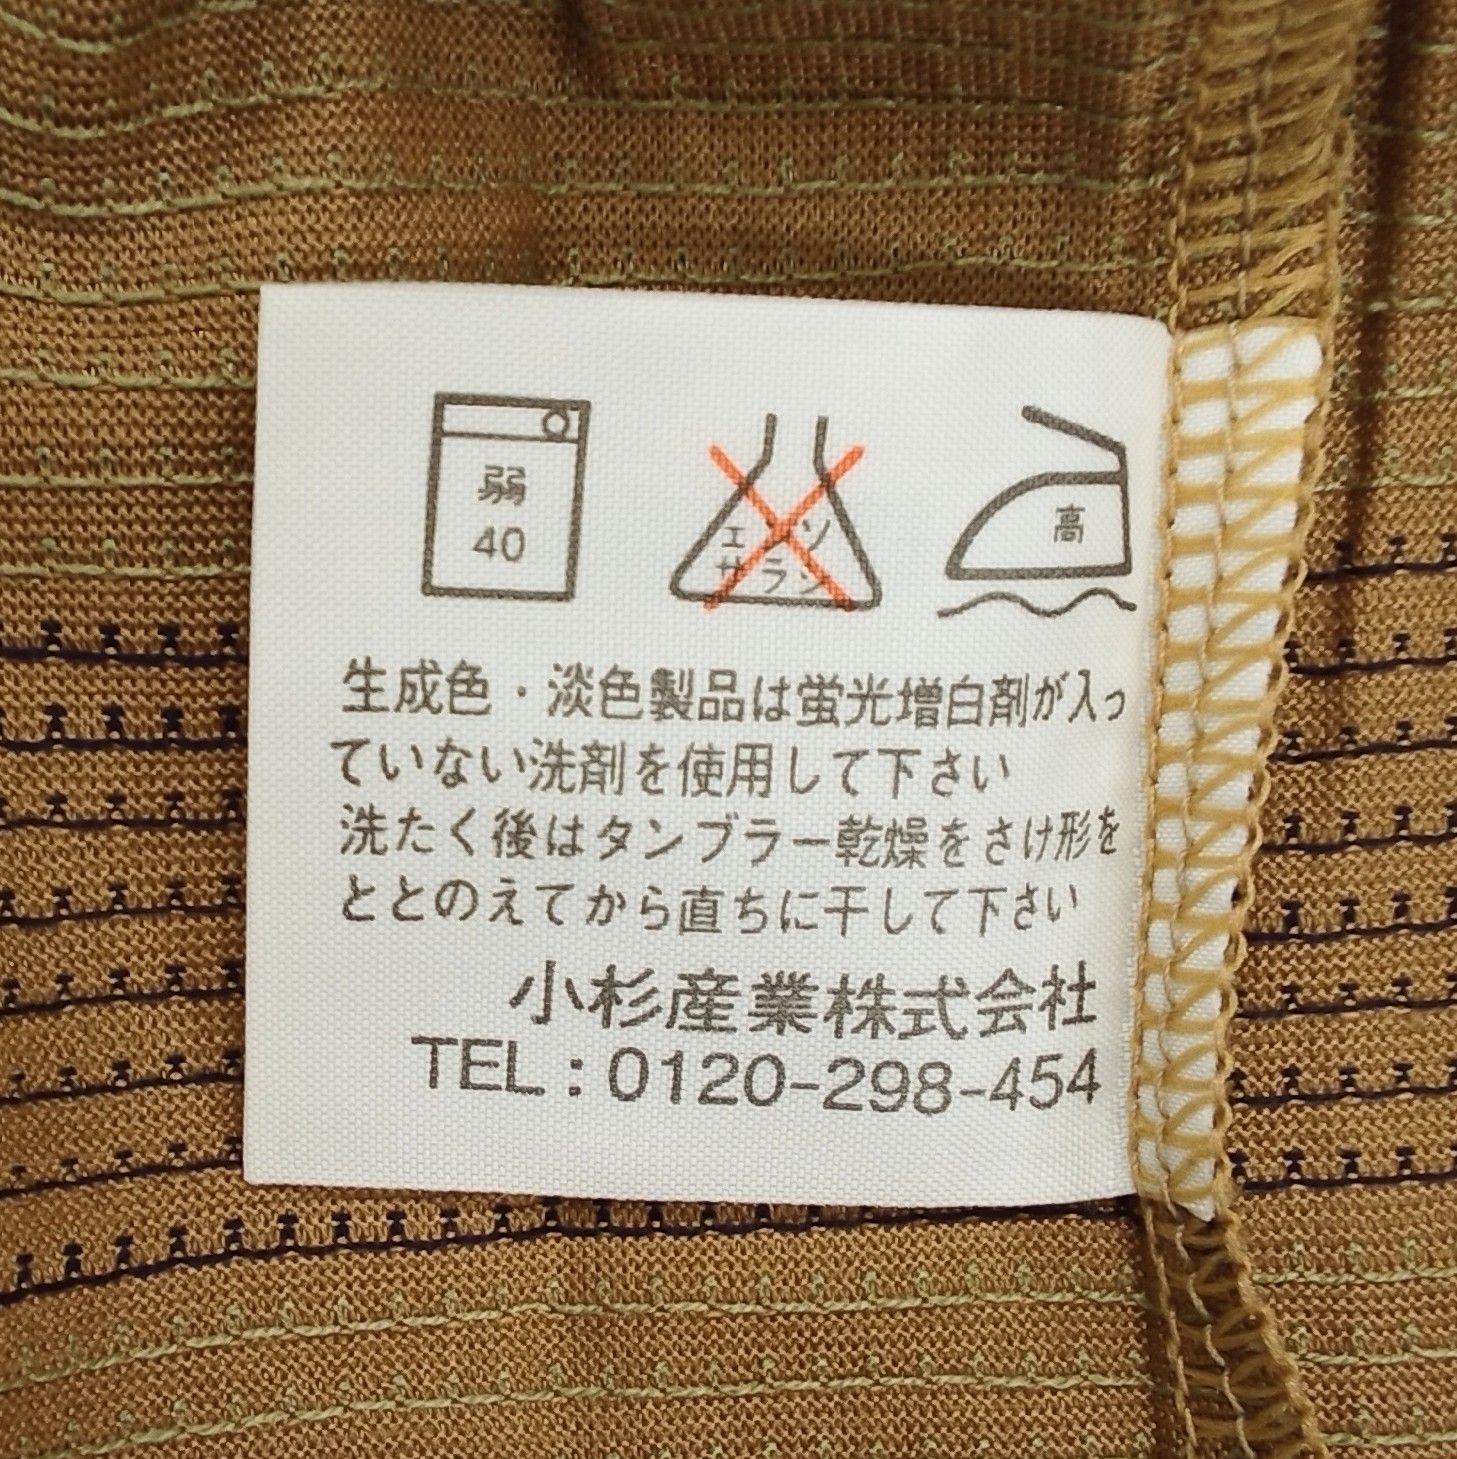 弱
40
エンソ
サラシ
高
生成色・淡色製品は蛍光増白剤が入っ
ていない洗剤を使用して下さい
洗たく後はタンブラー乾燥をさけ形を
ととのえてから直ちに干して下さい
小杉産業株式会社
TEL:0120-298-454